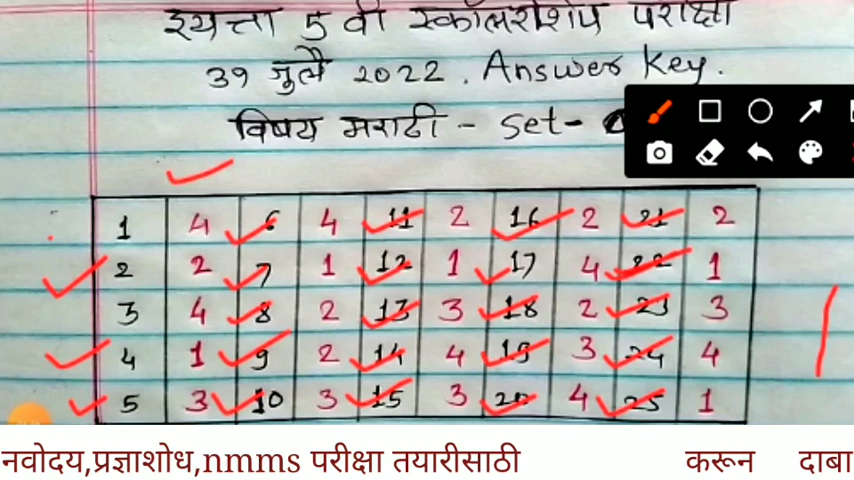 इयत्ता 5 वी स्कॉलरशिप परीक्षा
39 जुलै 2022. Answer Key.
विषय मराठी - Set-
1 4 6 4 11 2 16 2 21 2
2 2 7 1 12 1 17 4 22 1
3 4 8 2 13 3 18 2 23 3
4 1 9 2 14 4 19 3 24 4
5 3 10 3 15 3 20 4 25 1
नवोदय,प्रज्ञाशोध,nmms परीक्षा तयारीसाठी करून दाबा